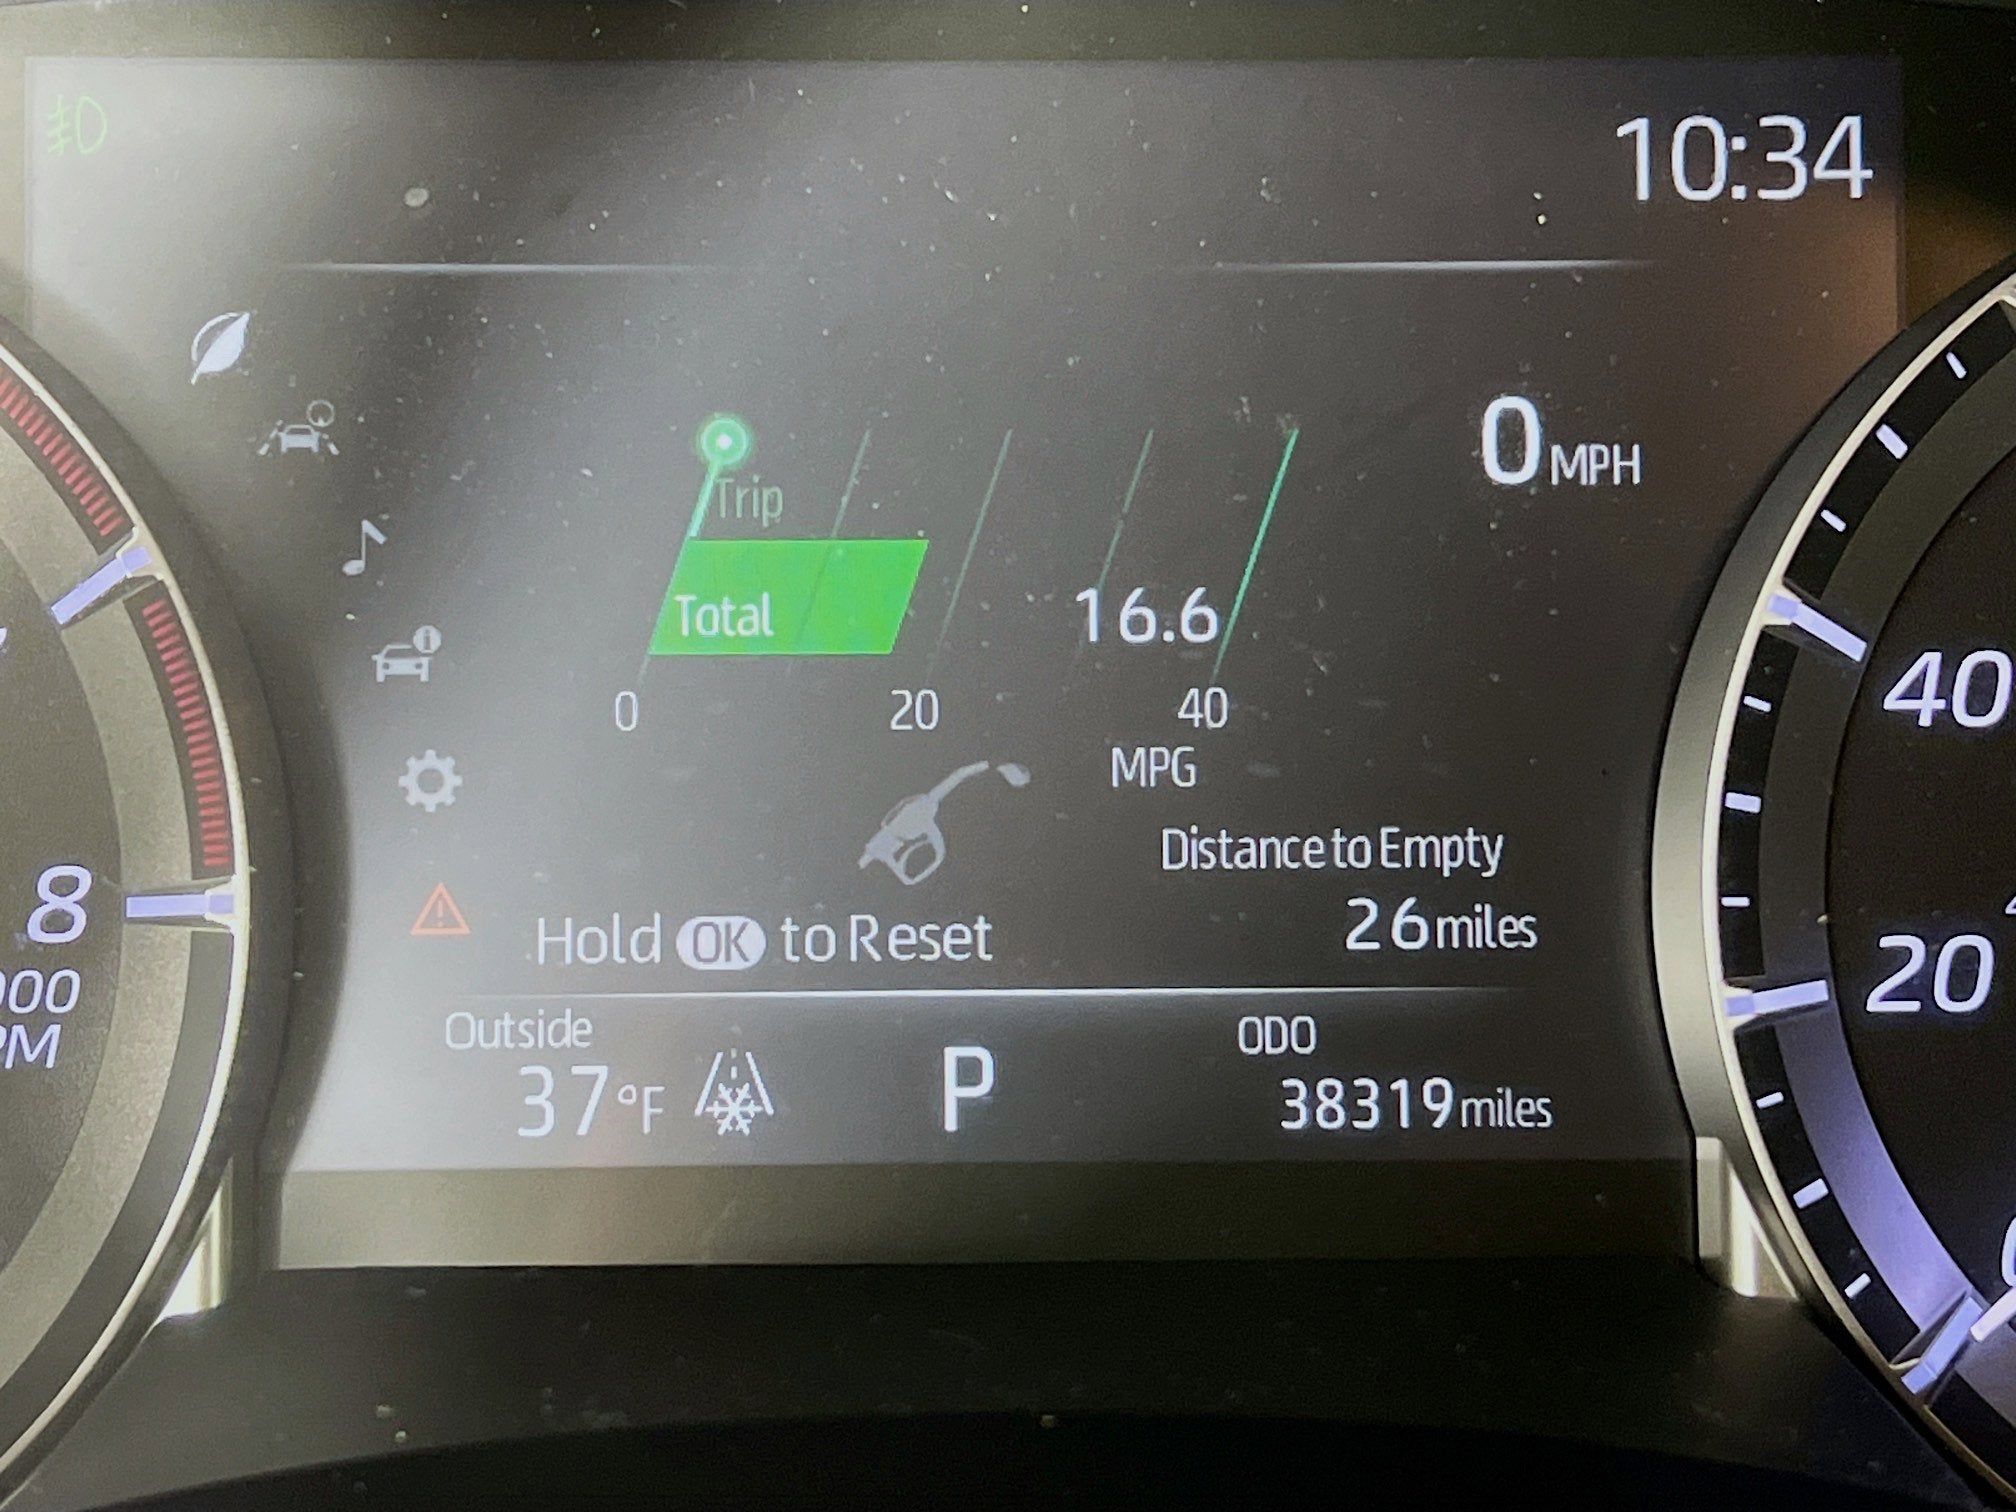 10:34
0 MPH
Trip
Total 16.6
0 20 40
MPG
Distance to Empty
26 miles
Hold OK to Reset
Outside
37°F
P
ODO
38319 miles
8
40
20